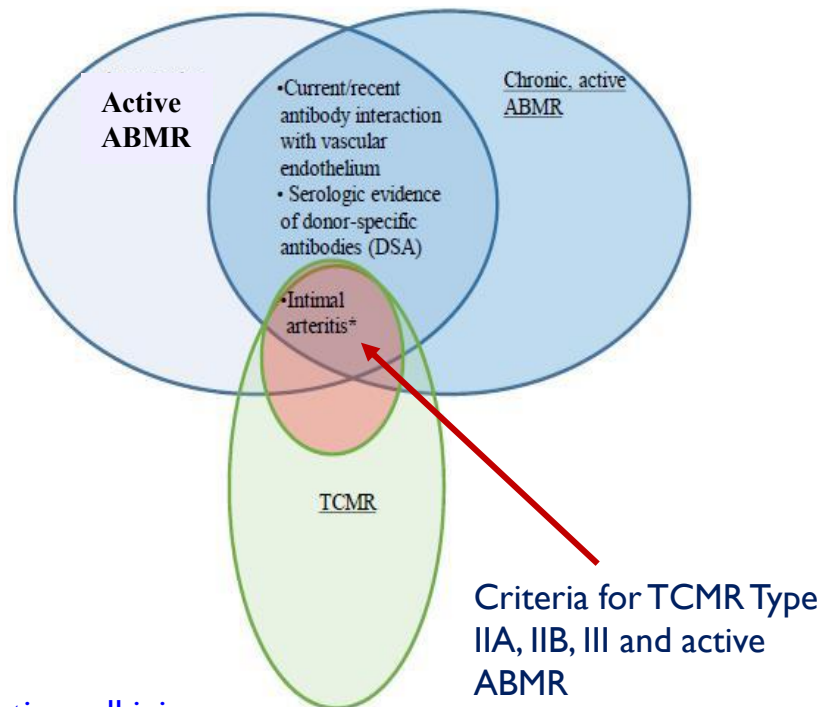 Active
ABMR
•Current/recent
antibody interaction
with vascular
endothelium
• Serologic evidence
of donor-specific
antibodies (DSA)
•Intimal
arteritis*
Chronic, active
ABMR
TCMR
Criteria for TCMR Type
IIA, IIB, III and active
ABMR